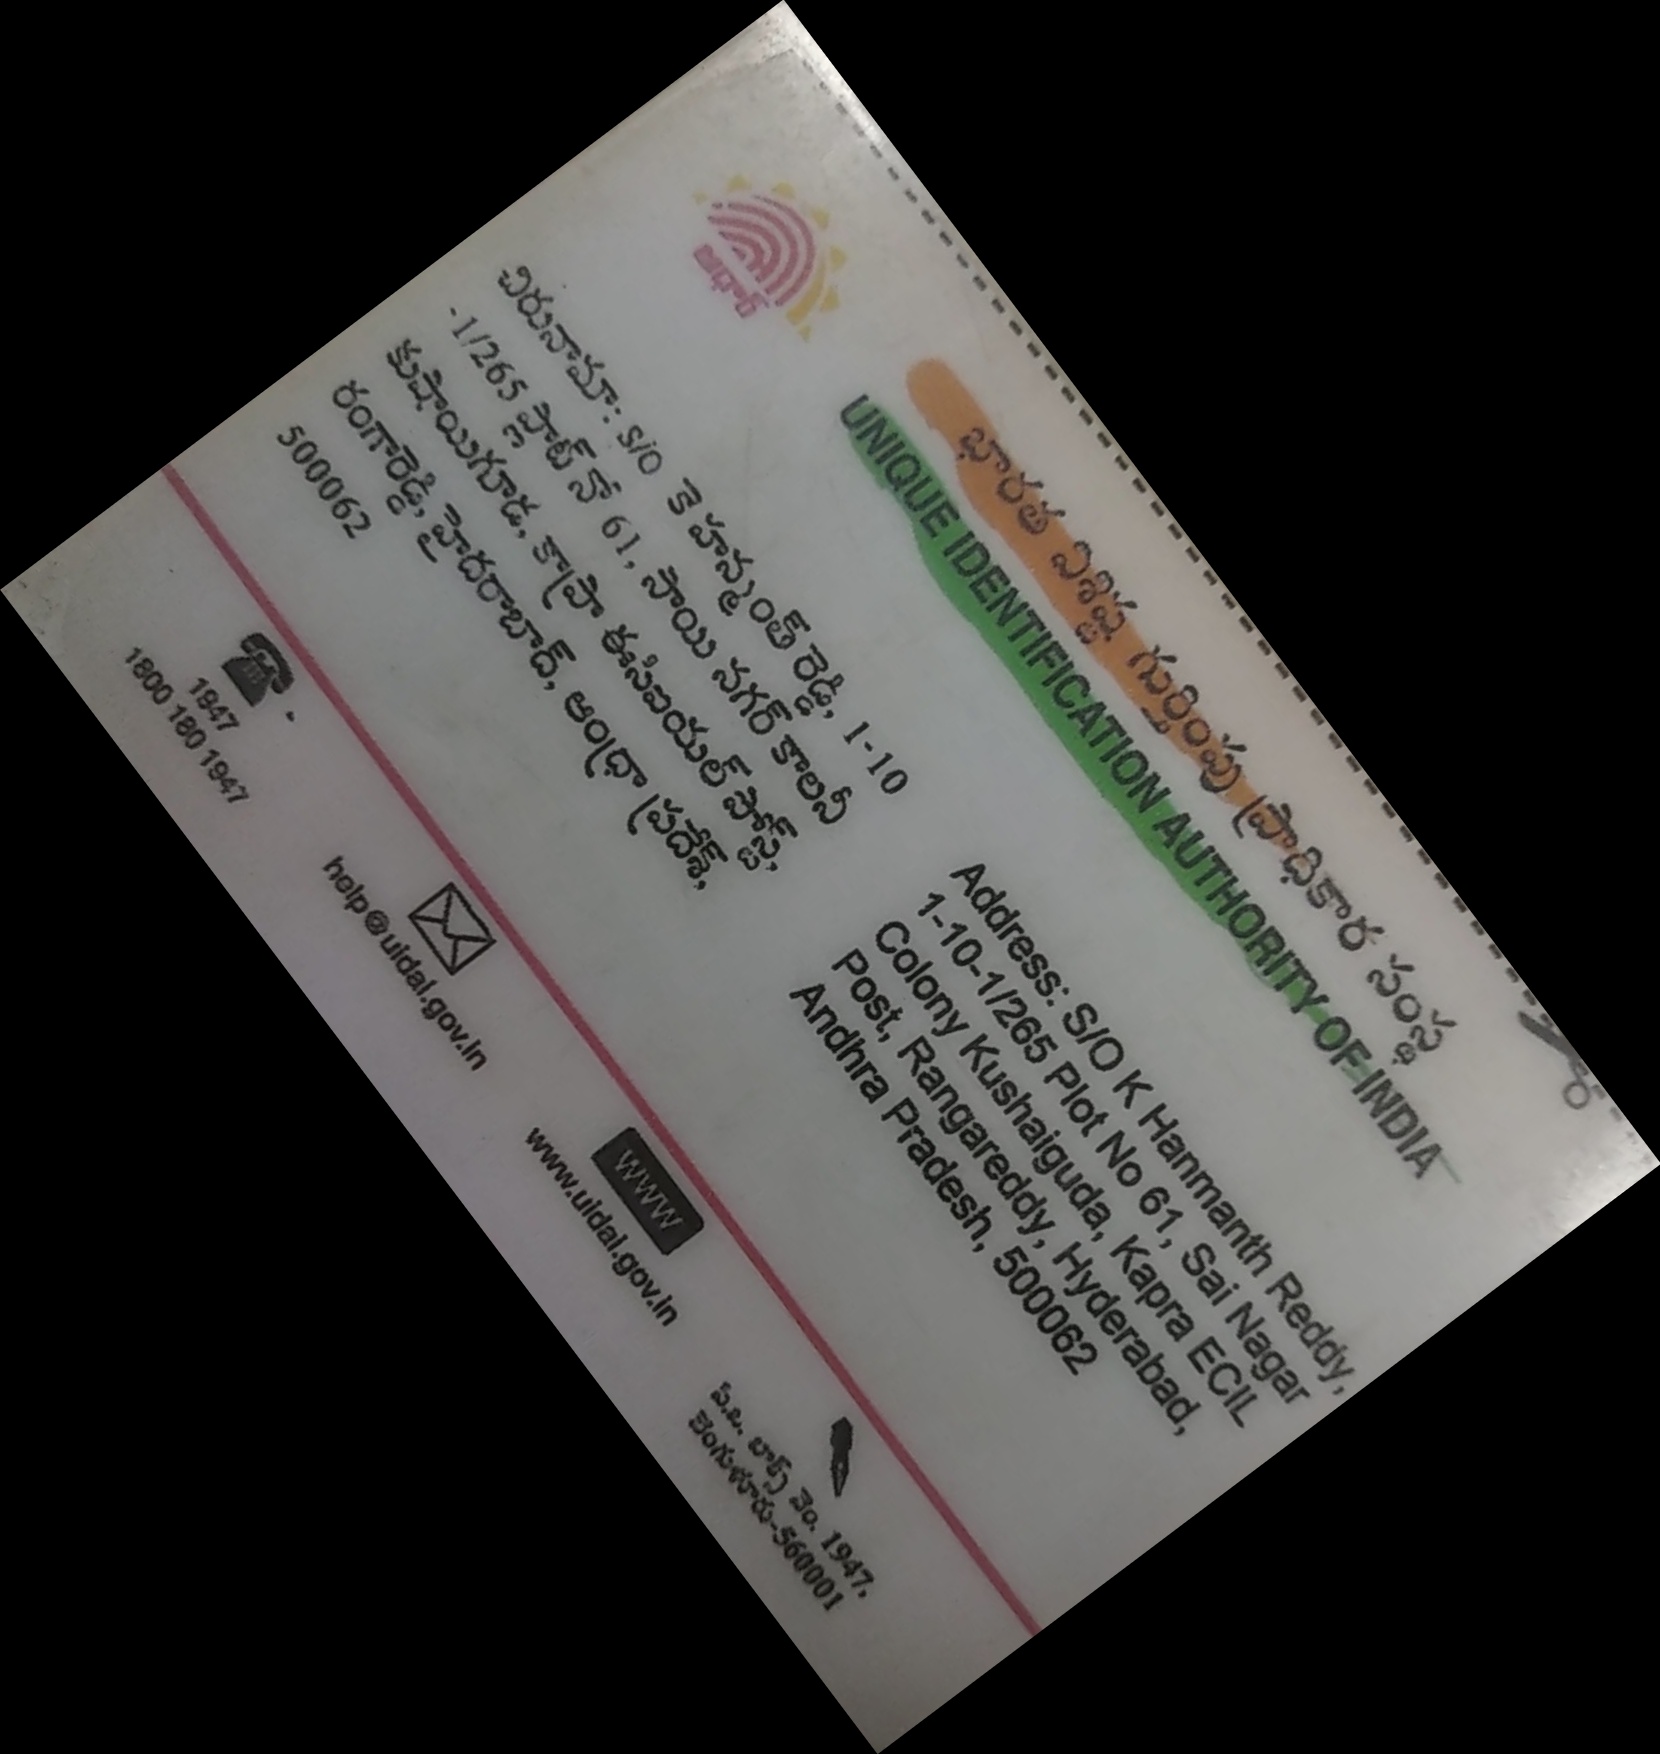 భారత విశిష్ట గుర్తింపు ప్రాధికార సంస్థ
UNIQUE IDENTIFICATION AUTHORITY OF INDIA
ఆధార్
చిరునామా: S/O కె హన్మంత్ రెడ్డి, 1-10
-1/265 ప్లాట్ నో 61, సాయి నగర్ కాలనీ
కుషాయిగూడ, కాప్రా ఈసిఐయల్ పోస్ట్,
రంగారెడ్డి, హైదరాబాద్, ఆంధ్రా ప్రదేశ్,
500062
Address: S/O K Hanmanth Reddy,
1-10-1/265 Plot No 61, Sai Nagar
Colony Kushaiguda, Kapra ECIL
Post, Rangareddy, Hyderabad,
Andhra Pradesh, 500062
1947
1800 180 1947
help@uidai.gov.in
WWW
www.uidai.gov.in
పి.ఒ. బాక్స్ నెం. 1947,
బెంగుళూరు-560001